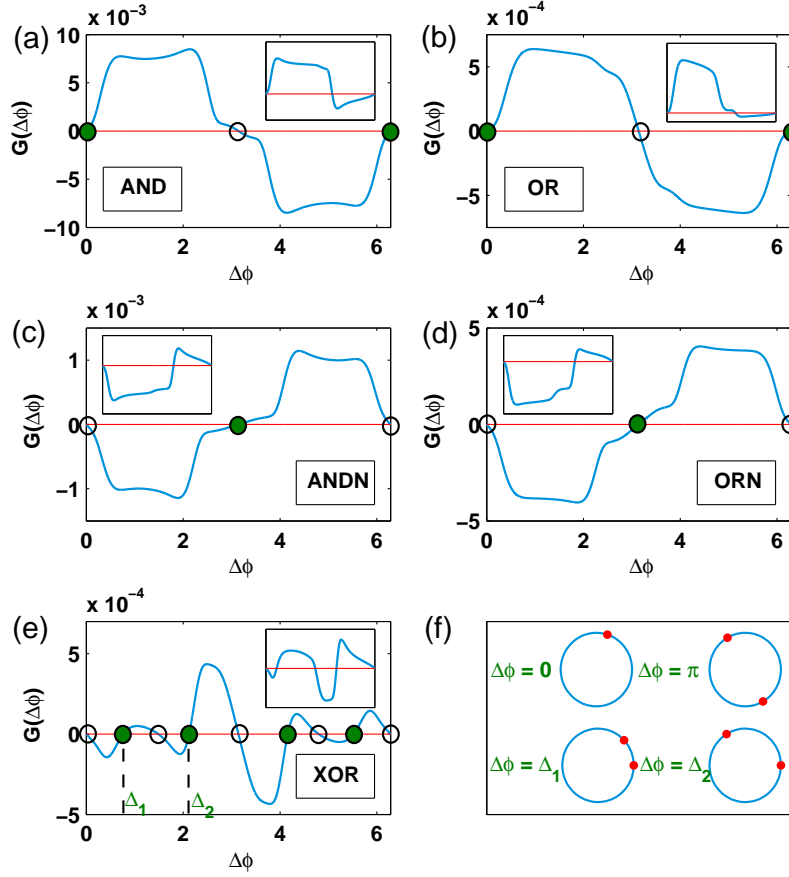 (a)
x 10⁻³
10
5
0
−5
−10
G(Δϕ)
AND
0
2
4
6
Δϕ
(b)
x 10⁻⁴
5
0
−5
G(Δϕ)
OR
0
2
4
6
Δϕ
(c)
x 10⁻³
1
0
−1
G(Δϕ)
ANDN
0
2
4
6
Δϕ
(d)
x 10⁻⁴
5
0
−5
G(Δϕ)
ORN
0
2
4
6
Δϕ
(e)
x 10⁻⁴
5
0
−5
G(Δϕ)
XOR
Δ₁
Δ₂
0
2
4
6
Δϕ
(f)
Δϕ = 0
Δϕ = π
Δϕ = Δ₁
Δϕ = Δ₂